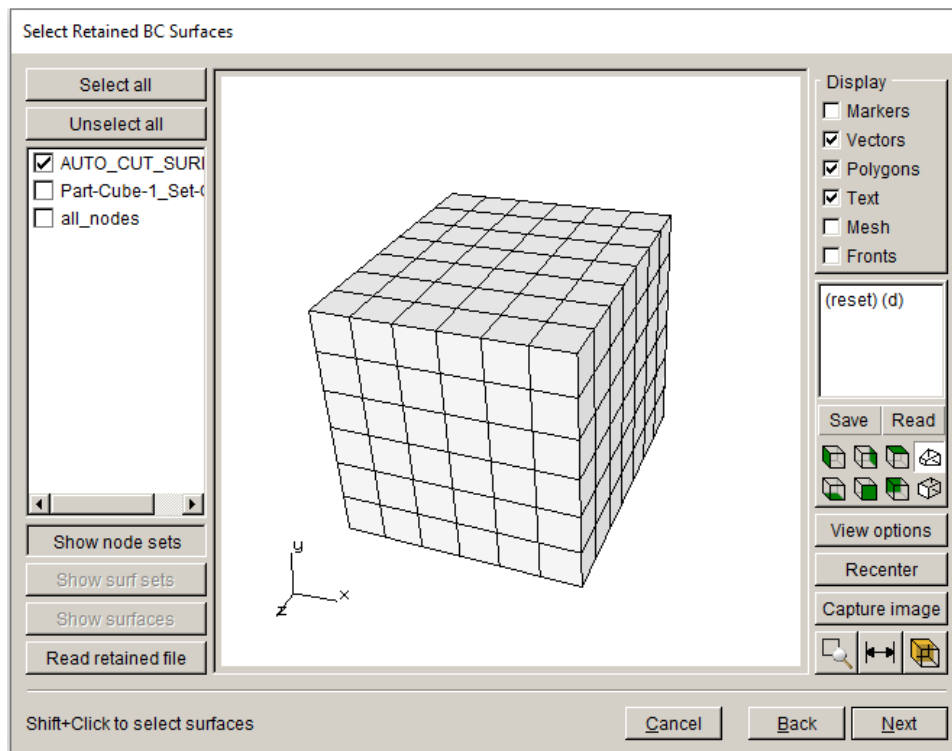 Select Retained BC Surfaces
Select all
Unselect all
AUTO_CUT_SURI
Part-Cube-1_Set-
all_nodes
Show node sets
Show surf sets
Show surfaces
Read retained file
y
x
z
Display
Markers
Vectors
Polygons
Text
Mesh
Fronts
(reset) (d)
Save Read
View options
Recenter
Capture image
Shift+Click to select surfaces
Cancel Back Next